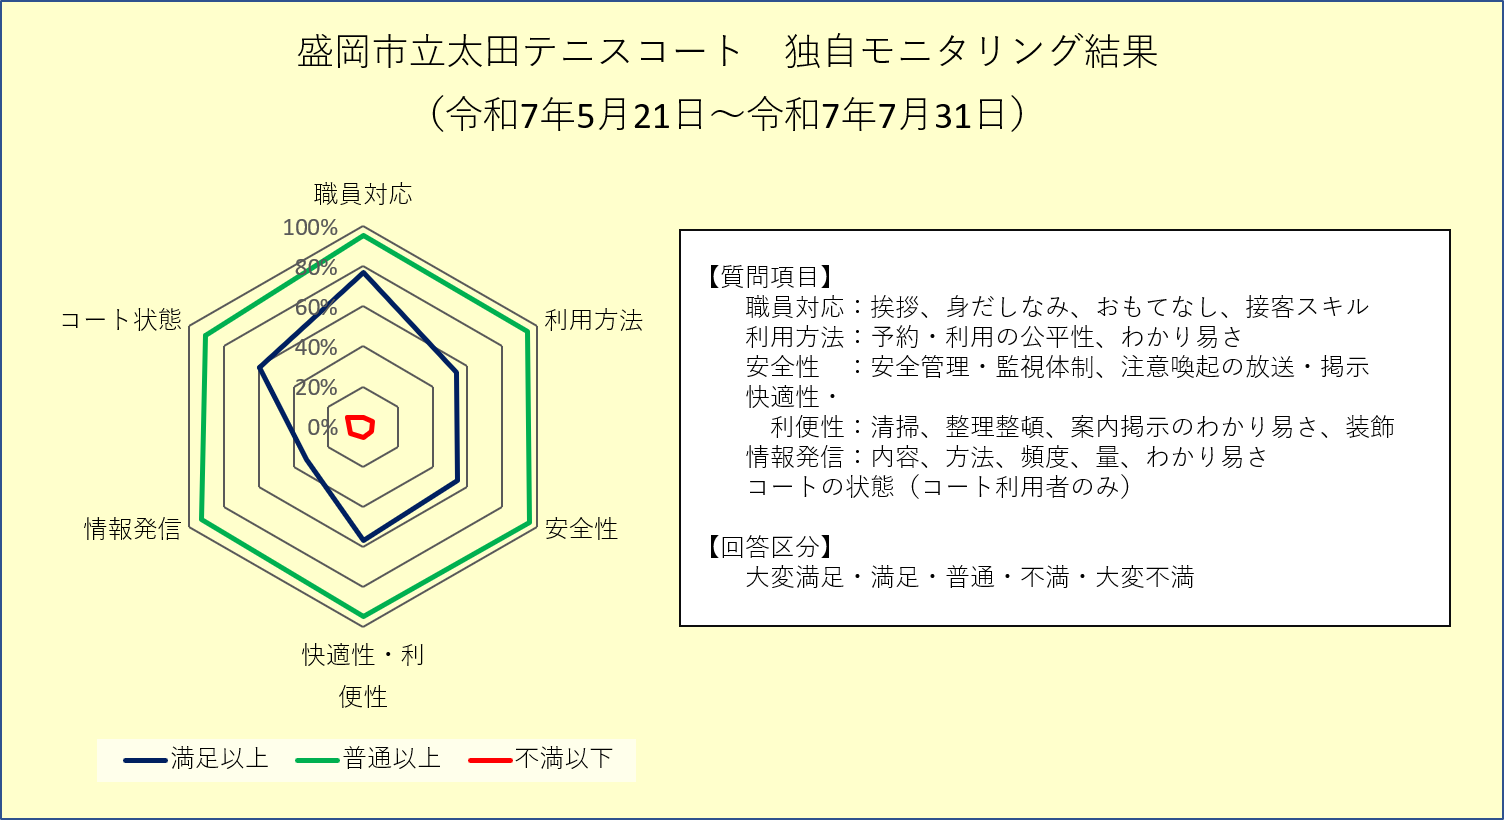 盛岡市立太田テニスコート　独自モニタリング結果
（令和7年5月21日～令和7年7月31日）
職員対応
100%
80%
60%
40%
20%
0%
コート状態
利用方法
情報発信
安全性
快適性・利
便性
満足以上
普通以上
不満以下
【質問項目】
職員対応：挨拶、身だしなみ、おもてなし、接客スキル
利用方法：予約・利用の公平性、わかり易さ
安全性　：安全管理・監視体制、注意喚起の放送・掲示
快適性・
利便性：清掃、整理整頓、案内掲示のわかり易さ、装飾
情報発信：内容、方法、頻度、量、わかり易さ
コートの状態（コート利用者のみ）
【回答区分】
大変満足・満足・普通・不満・大変不満